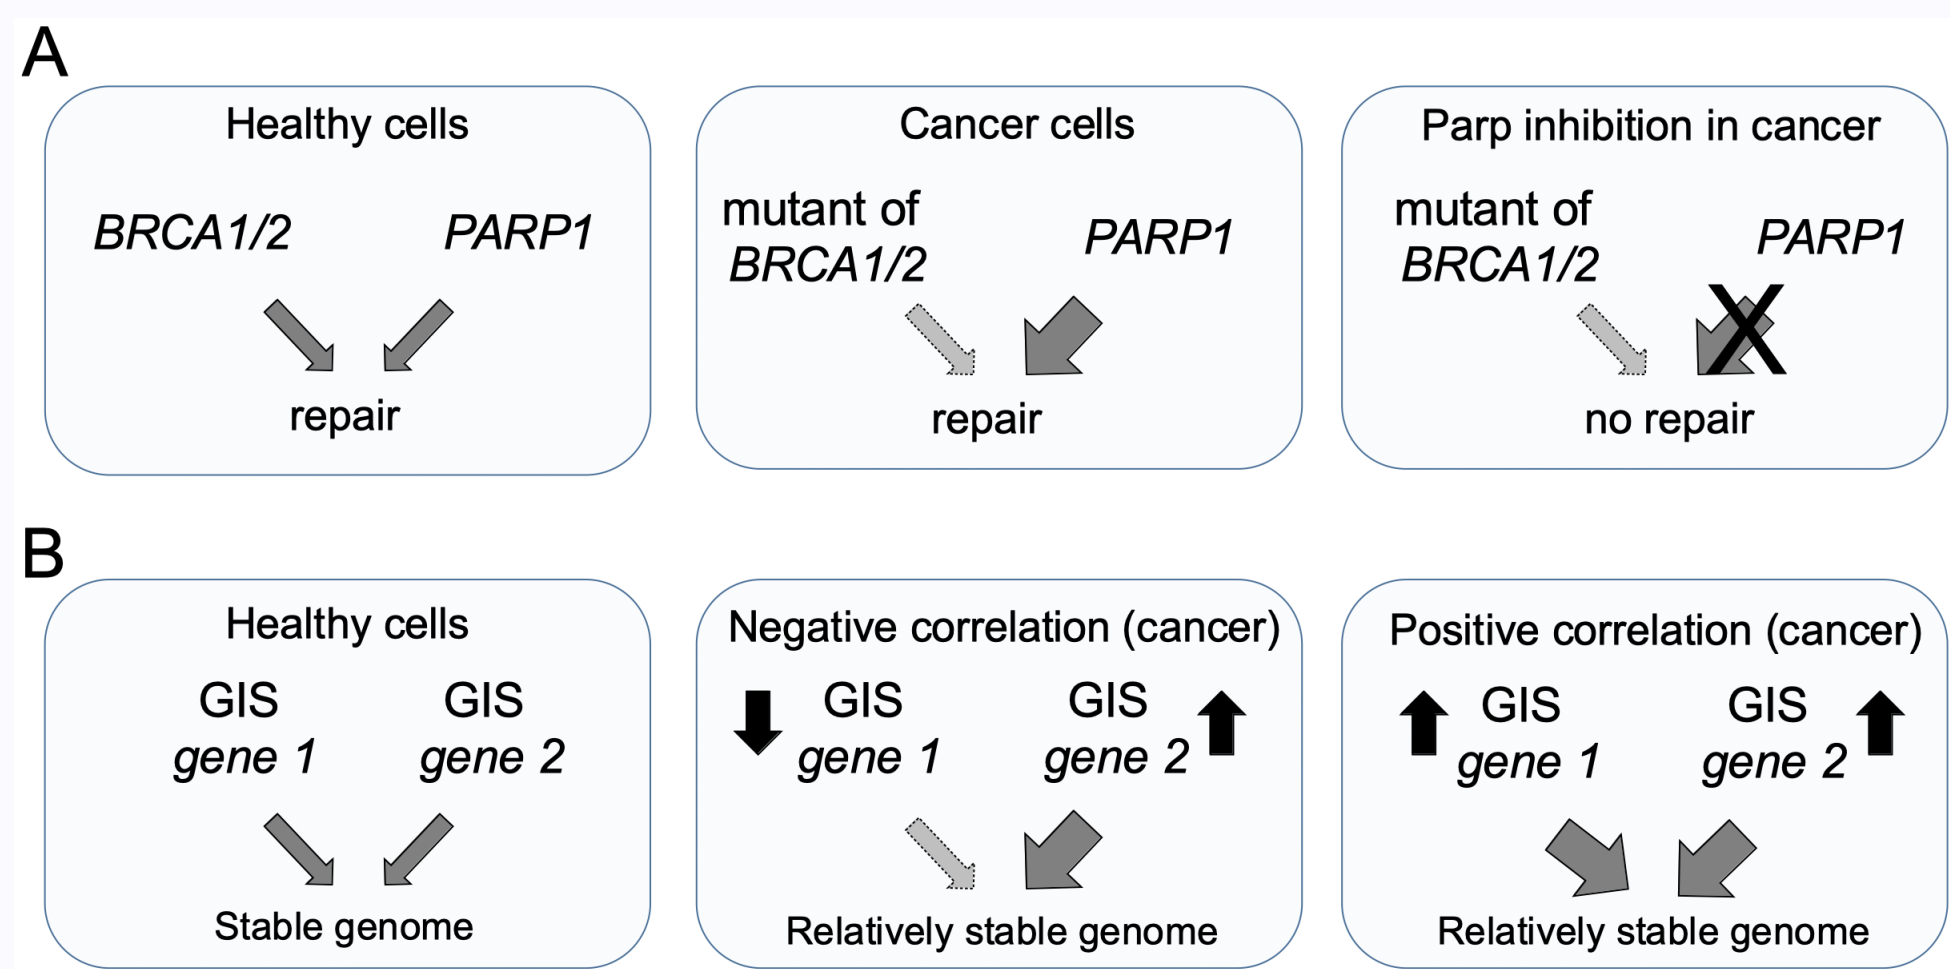 A
Healthy cells
BRCA1/2 PARP1
repair
Cancer cells
mutant of
BRCA1/2
PARP1
repair
Parp inhibition in cancer
mutant of
BRCA1/2
PARP1
X
no repair
B
Healthy cells
GIS GIS
gene 1 gene 2
Stable genome
Negative correlation (cancer)
GIS GIS
gene 1 gene 2
Relatively stable genome
Positive correlation (cancer)
GIS GIS
gene 1 gene 2
Relatively stable genome